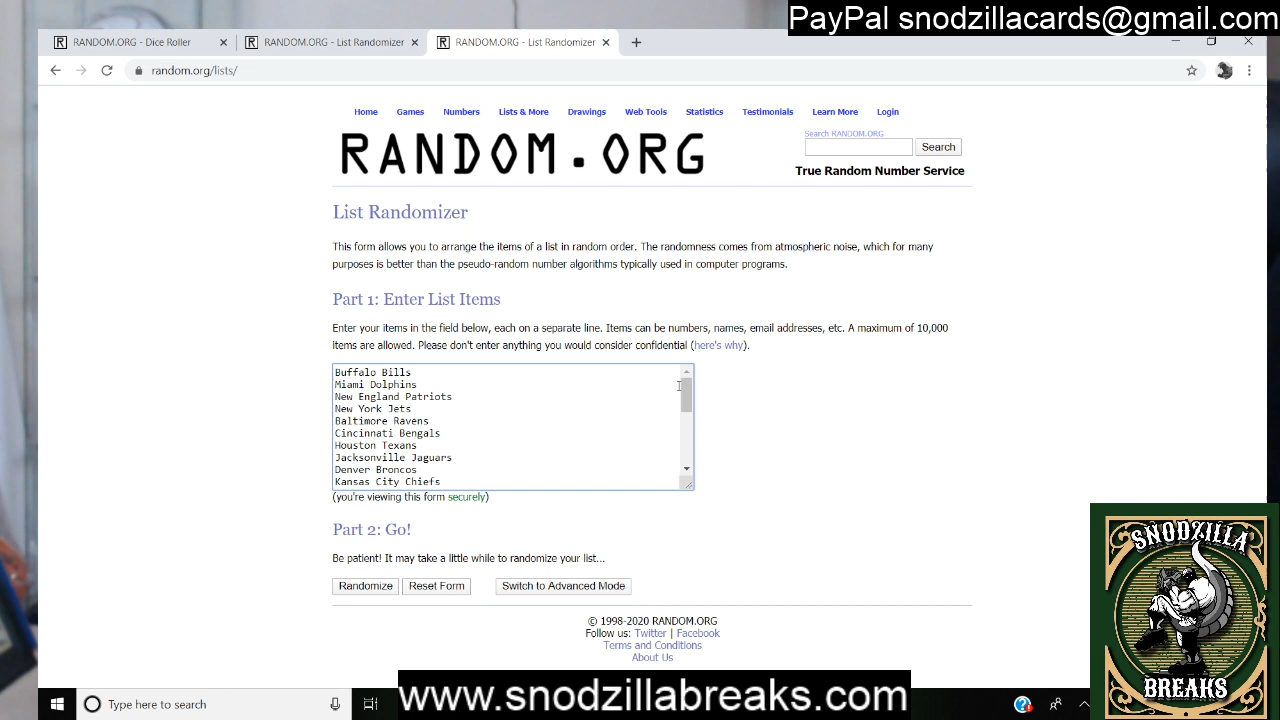 PayPal snodzillacards@gmail.com
RANDOM.ORG - Dice Roller
RANDOM.ORG - List Randomizer
RANDOM.ORG - List Randomizer
random.org/lists/
Home Games Numbers Lists & More Drawings Web Tools Statistics Testimonials Learn More Login
RANDOM.ORG
Search RANDOM.ORG
Search
True Random Number Service
List Randomizer
This form allows you to arrange the items of a list in random order. The randomness comes from atmospheric noise, which for many
purposes is better than the pseudo-random number algorithms typically used in computer programs.
Part 1: Enter List Items
Enter your items in the field below, each on a separate line. Items can be numbers, names, email addresses, etc. A maximum of 10,000
items are allowed. Please don't enter anything you would consider confidential (here's why).
Buffalo Bills
Miami Dolphins
New England Patriots
New York Jets
Baltimore Ravens
Cincinnati Bengals
Houston Texans
Jacksonville Jaguars
Denver Broncos
Kansas City Chiefs
(you're viewing this form securely)
Part 2: Go!
Be patient! It may take a little while to randomize your list...
Randomize Reset Form Switch to Advanced Mode
© 1998-2020 RANDOM.ORG
Follow us: Twitter | Facebook
Terms and Conditions
About Us
SNODZILLA
BREAKS
Type here to search
www.snodzillabreaks.com